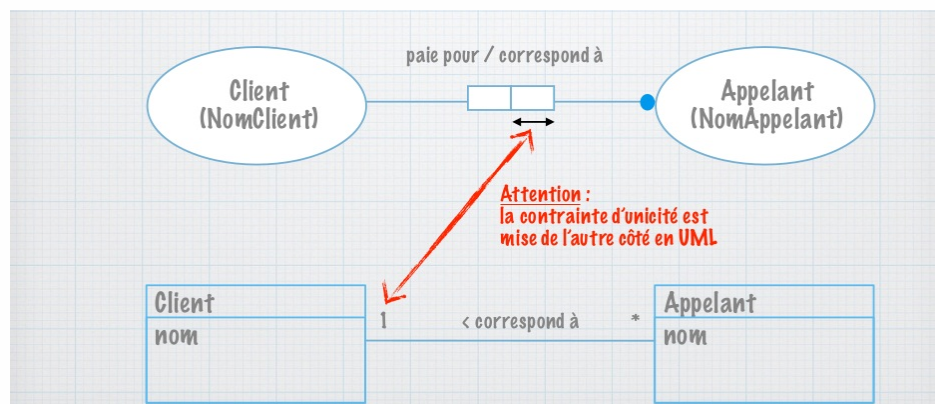 paie pour / correspond à
Client
(NomClient)
Appelant
(NomAppelant)
Attention :
la contrainte d'unicité est
mise de l'autre côté en UML
Client
nom
1
< correspond à
*
Appelant
nom